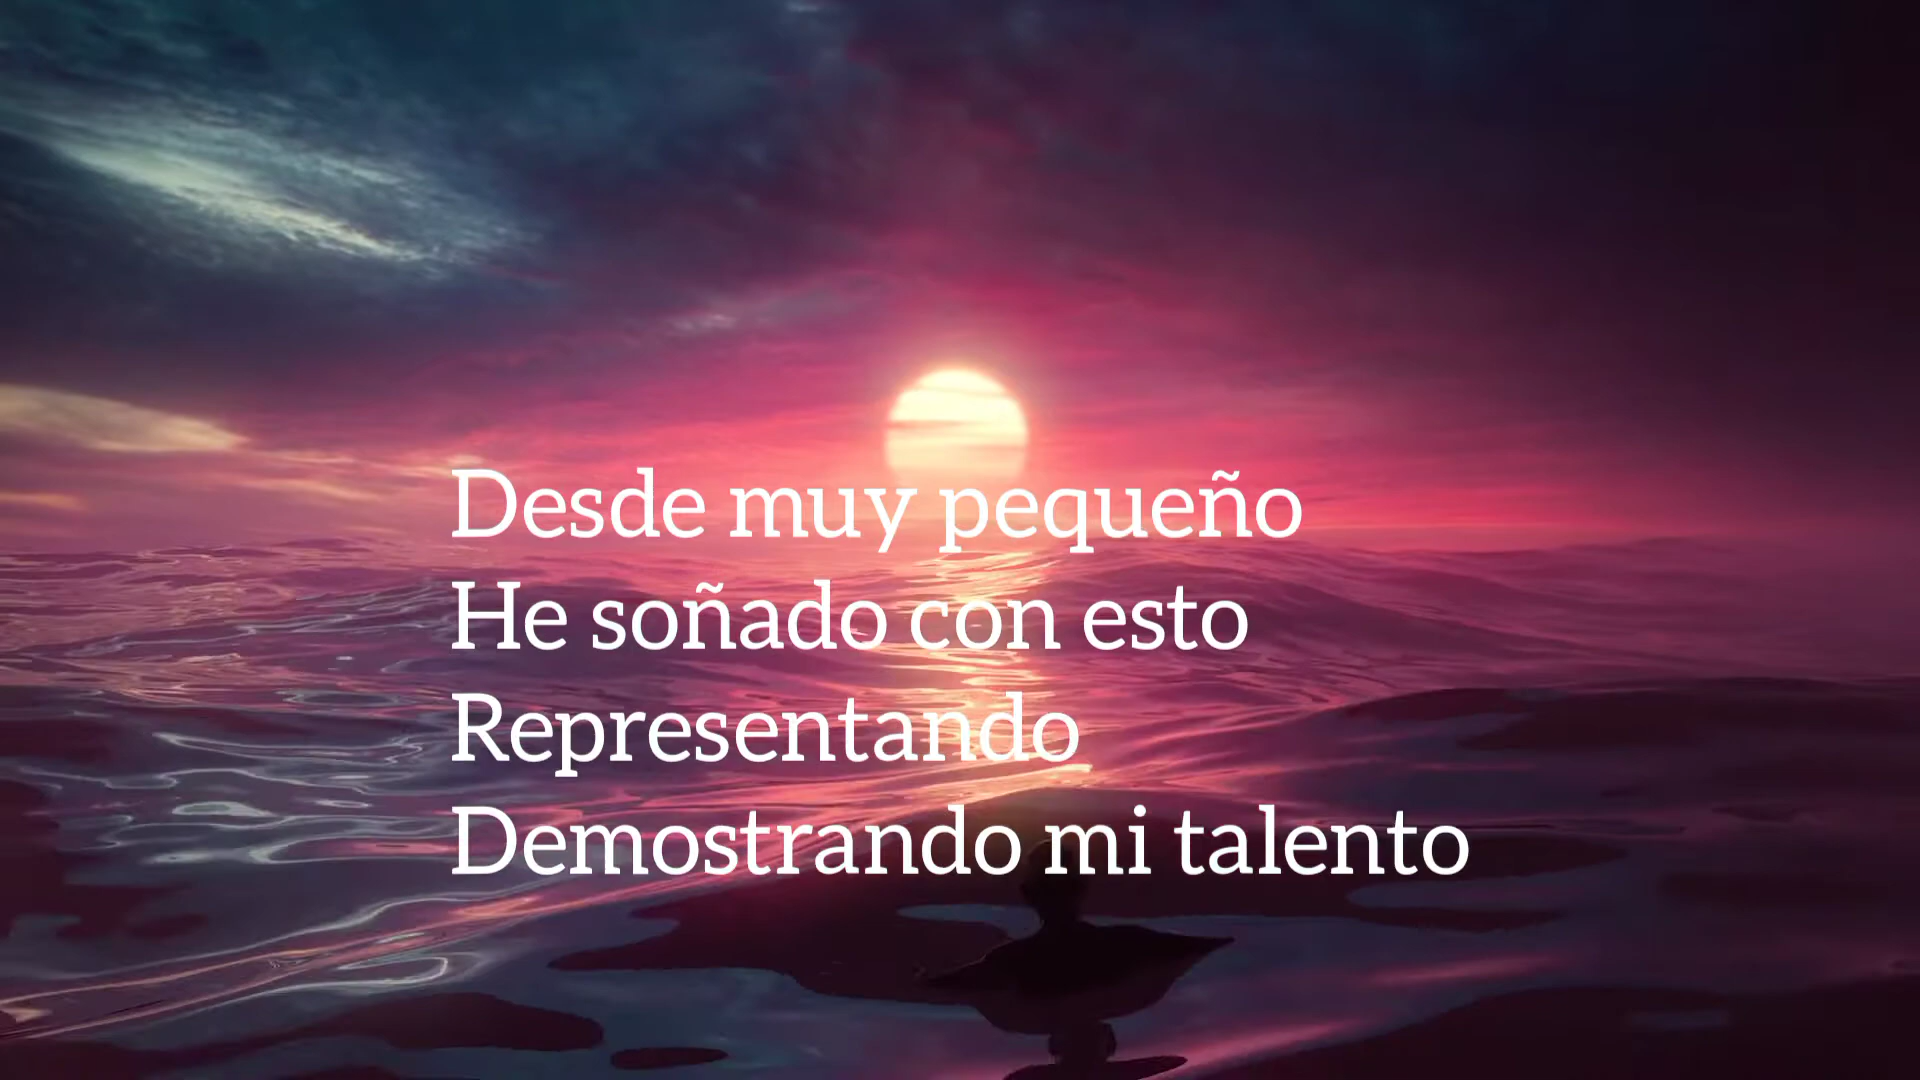 Desde muy pequeño
He soñado con esto
Representando
Demostrando mi talento